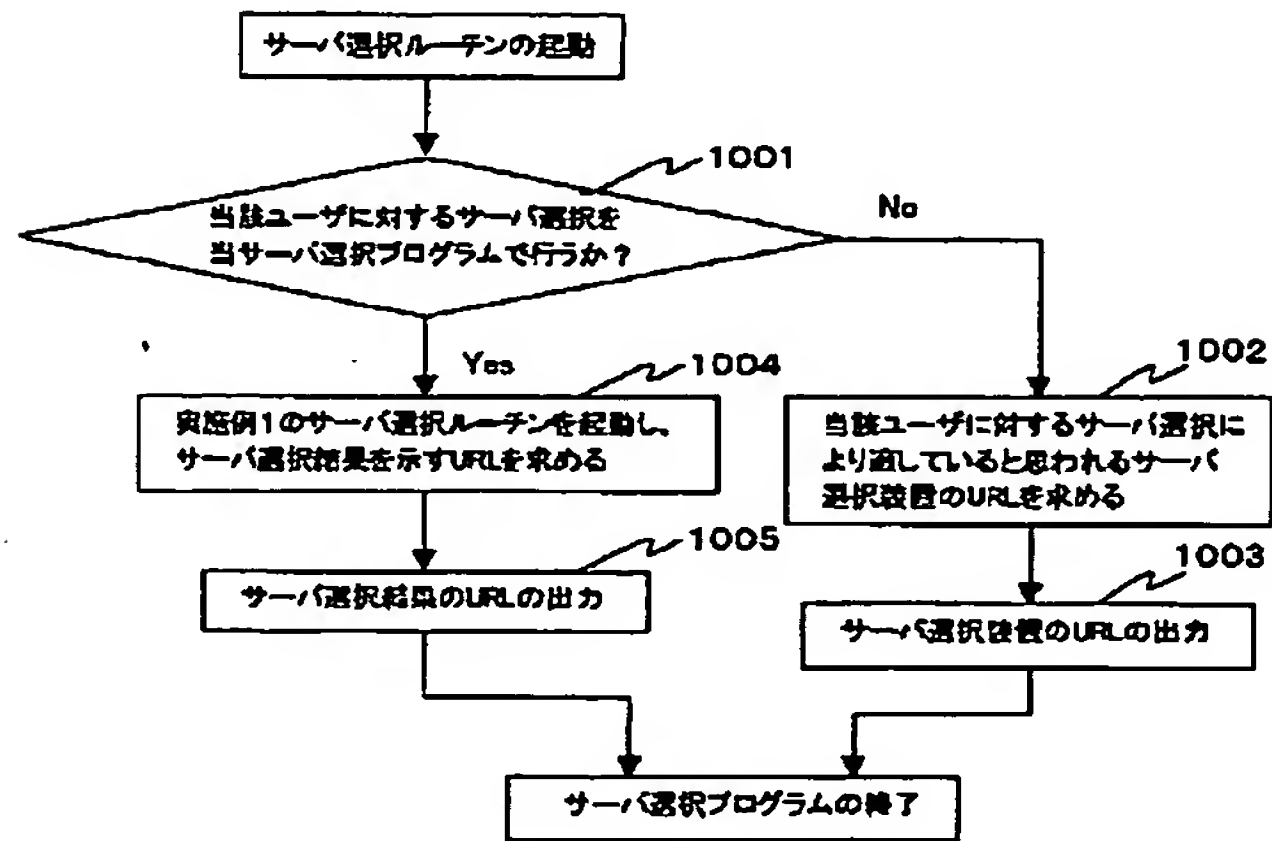 サーバ選択ルーチンの起動
1001
当該ユーザに対するサーバ選択を
当サーバ選択プログラムで行うか？
No
Yes
1004
1002
実施例1のサーバ選択ルーチンを起動し、
サーバ選択結果を示すURLを求める
当該ユーザに対するサーバ選択に
より適していると思われるサーバ
選択装置のURLを求める
1005
1003
サーバ選択結果のURLの出力
サーバ選択装置のURLの出力
サーバ選択プログラムの終了